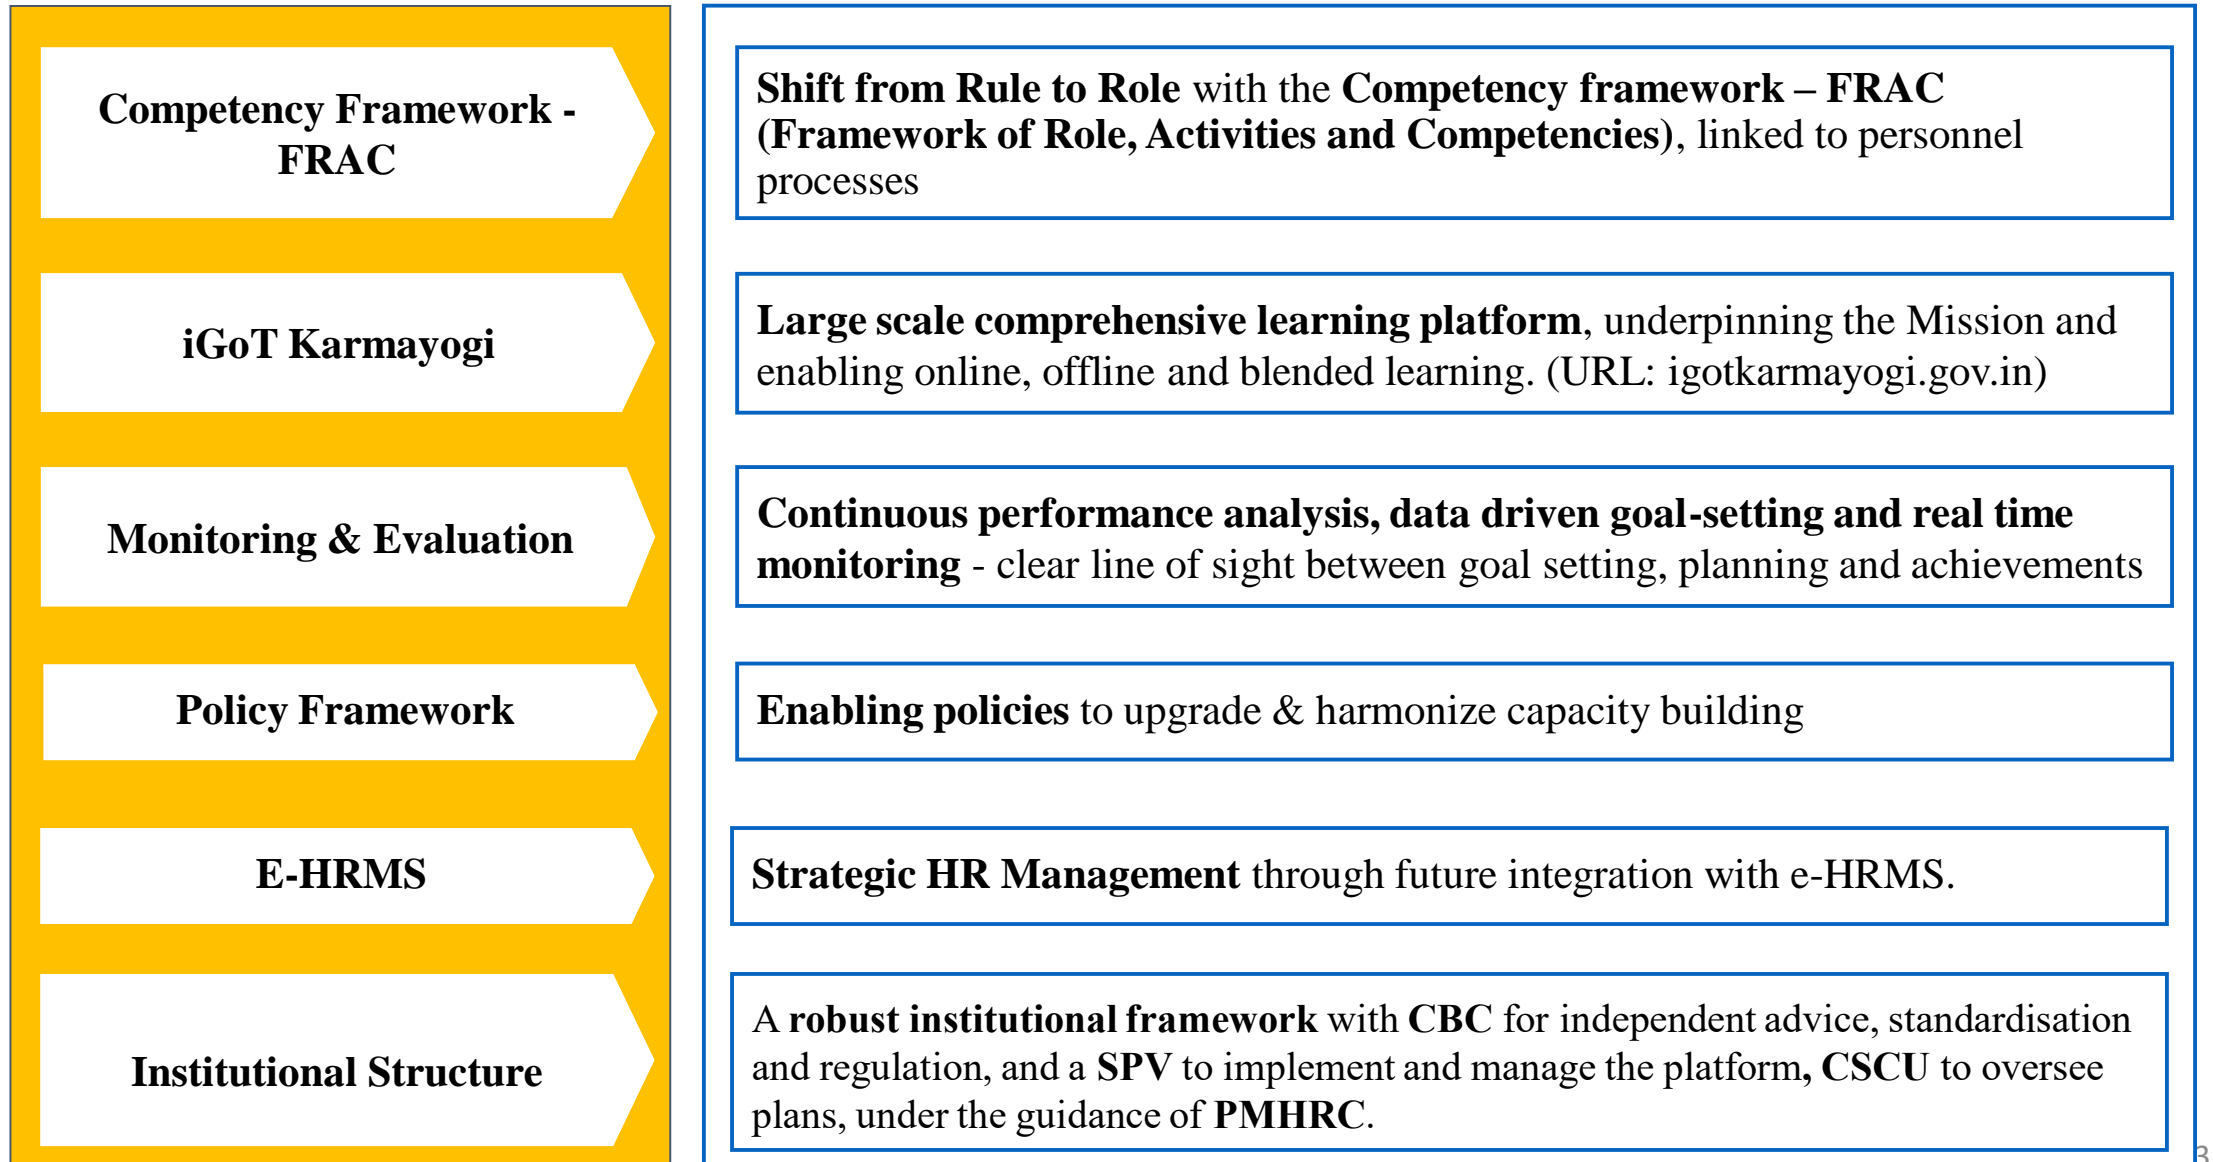 Competency Framework -
FRAC
Shift from Rule to Role with the Competency framework – FRAC
(Framework of Role, Activities and Competencies), linked to personnel
processes
iGoT Karmayogi
Large scale comprehensive learning platform, underpinning the Mission and
enabling online, offline and blended learning. (URL: igotkarmayogi.gov.in)
Monitoring & Evaluation
Continuous performance analysis, data driven goal-setting and real time
monitoring - clear line of sight between goal setting, planning and achievements
Policy Framework
Enabling policies to upgrade & harmonize capacity building
E-HRMS
Strategic HR Management through future integration with e-HRMS.
Institutional Structure
A robust institutional framework with CBC for independent advice, standardisation
and regulation, and a SPV to implement and manage the platform, CSCU to oversee
plans, under the guidance of PMHRC.
3